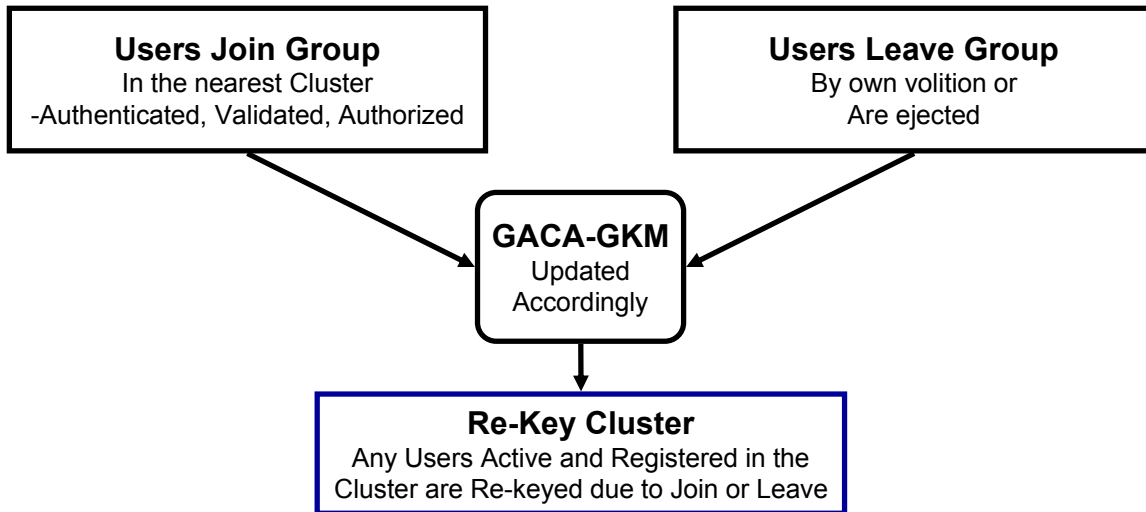 Users Join Group
In the nearest Cluster
-Authenticated, Validated, Authorized
Users Leave Group
By own volition or
Are ejected
GACA-GKM
Updated
Accordingly
Re-Key Cluster
Any Users Active and Registered in the
Cluster are Re-keyed due to Join or Leave